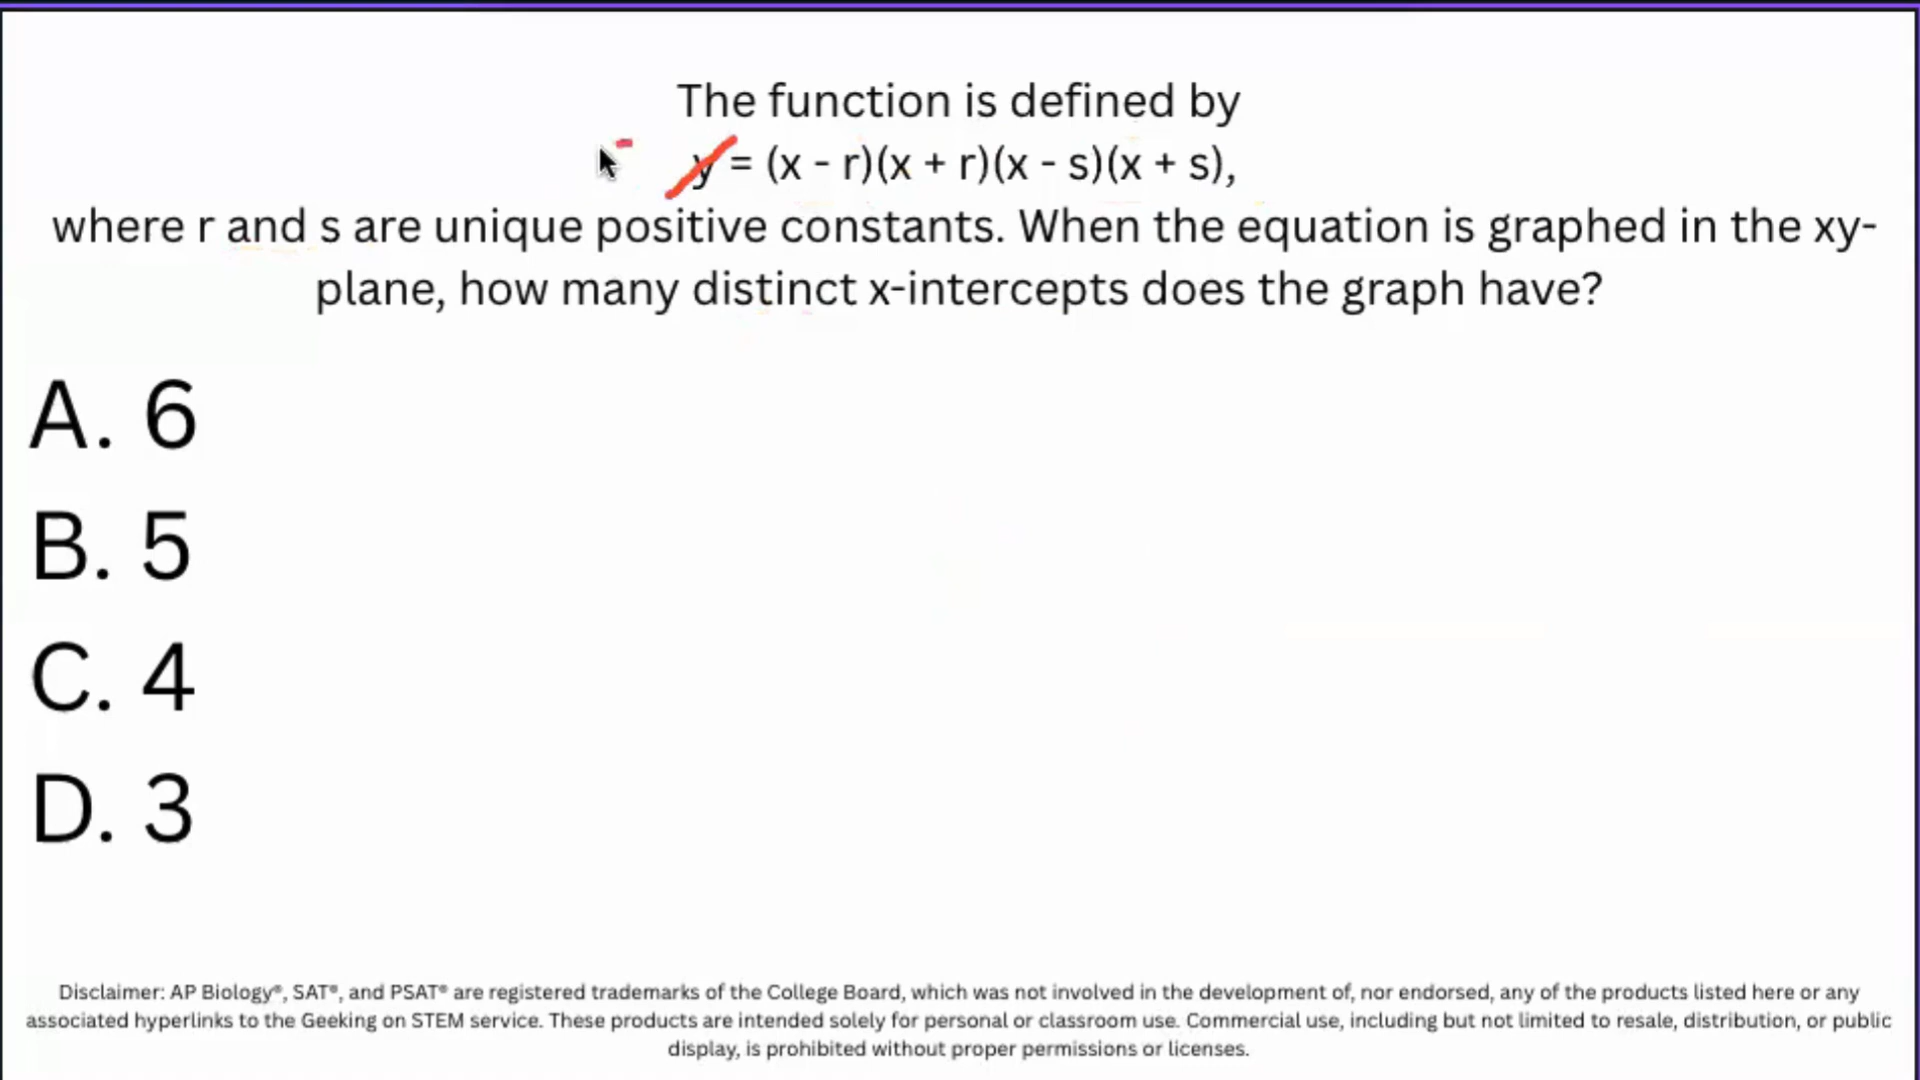 The function is defined by
y = (x - r)(x + r)(x - s)(x + s),
where r and s are unique positive constants. When the equation is graphed in the xy-
plane, how many distinct x-intercepts does the graph have?
A. 6
B. 5
C. 4
D. 3
Disclaimer: AP Biology®, SAT®, and PSAT® are registered trademarks of the College Board, which was not involved in the development of, nor endorsed, any of the products listed here or any
associated hyperlinks to the Geeking on STEM service. These products are intended solely for personal or classroom use. Commercial use, including but not limited to resale, distribution, or public
display, is prohibited without proper permissions or licenses.